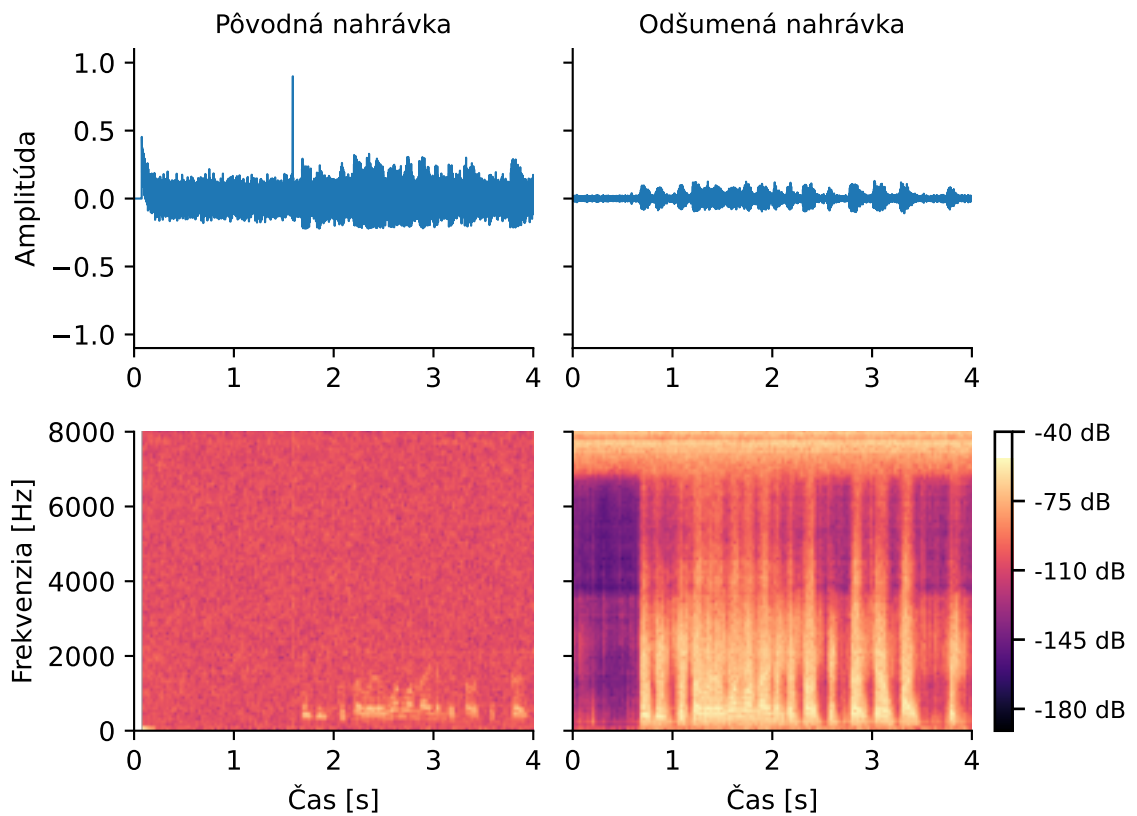 Pôvodná nahrávka
Odšumená nahrávka
Amplitúda
1.0
0.5
0.0
−0.5
−1.0
0 1 2 3 4
0 1 2 3 4
Frekvenzia [Hz]
8000
6000
4000
2000
0
0 1 2 3 4
0 1 2 3 4
Čas [s]
Čas [s]
-40 dB
-75 dB
-110 dB
-145 dB
-180 dB